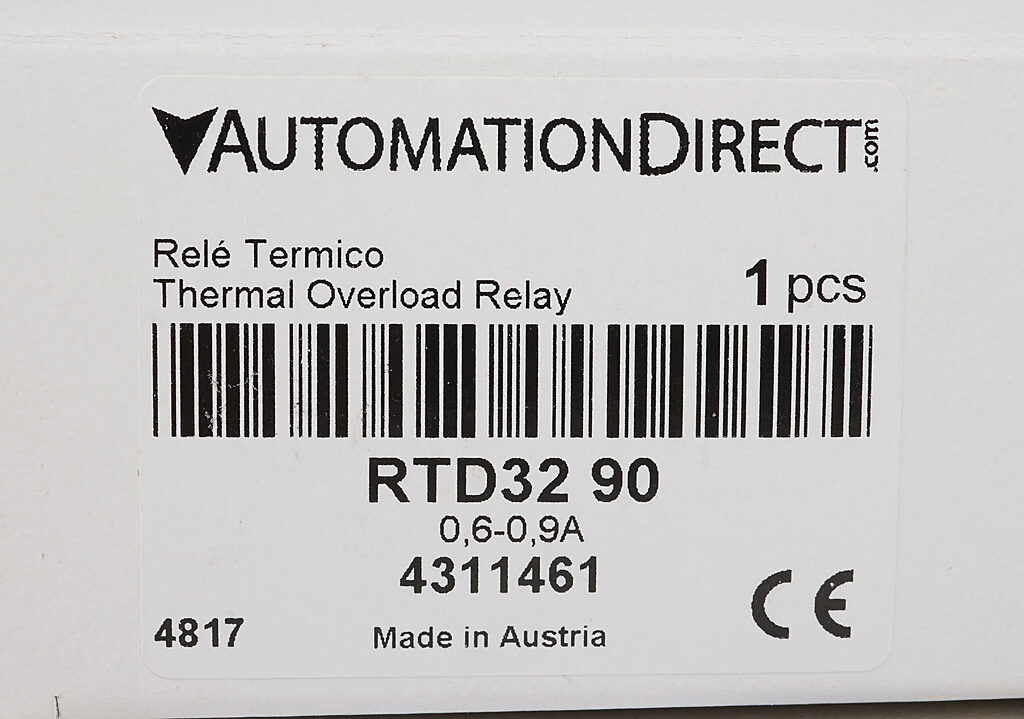 AUTOMATIONDIRECT.com
Relé Termico
Thermal Overload Relay
1 pcs
RTD32 90
0,6-0,9A
4311461
CE
4817
Made in Austria